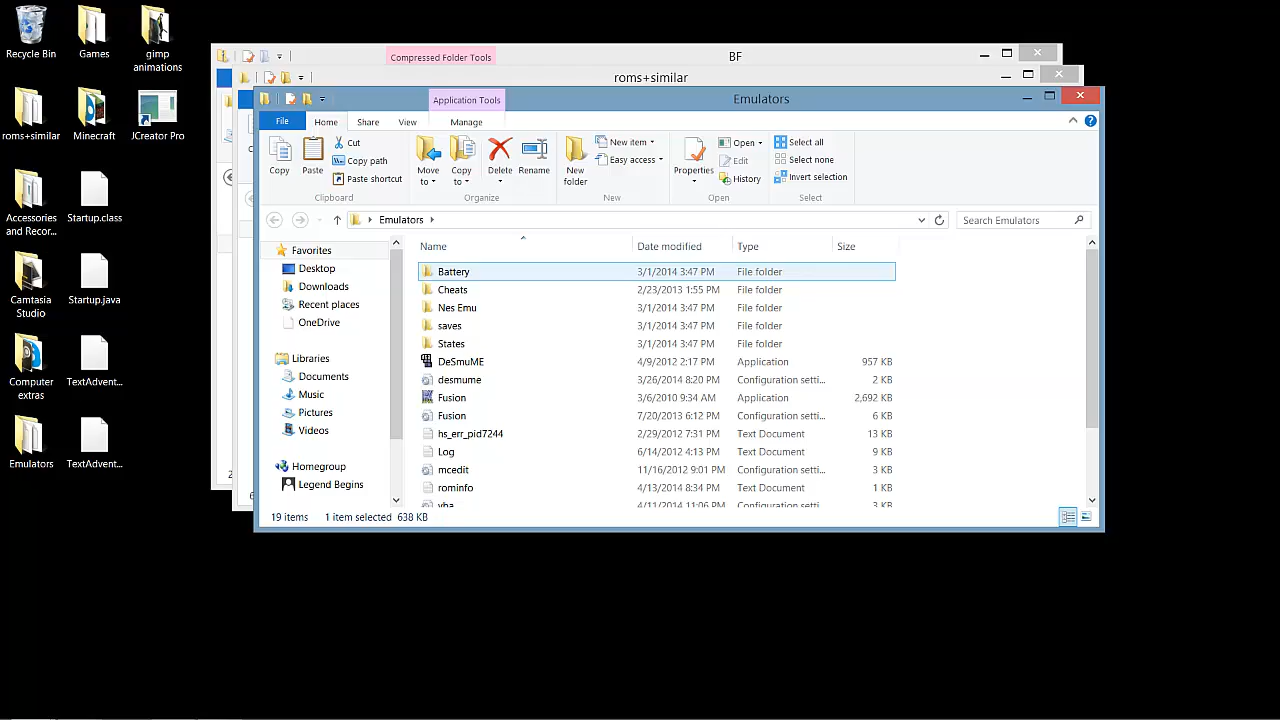 Recycle Bin
Games
gimp
animations
roms+similar
Minecraft
JCreator Pro
Accessories
and Recor...
Startup.class
Camtasia
Studio
Startup.java
Computer
extras
TextAdvent...
Emulators
TextAdvent...
Compressed Folder Tools
BF
roms+similar
Application Tools
Emulators
File
Home
Share
View
Manage
Copy
Paste
Cut
Copy path
Paste shortcut
Clipboard
Move
to
Copy
to
Delete
Rename
Organize
New
folder
New item
Easy access
New
Properties
Open
Edit
History
Open
Select all
Select none
Invert selection
Select
Emulators
Search Emulators
Favorites
Desktop
Downloads
Recent places
OneDrive
Libraries
Documents
Music
Pictures
Videos
Homegroup
Legend Begins
Name Date modified Type Size
Battery 3/1/2014 3:47 PM File folder
Cheats 2/23/2013 1:55 PM File folder
Nes Emu 3/1/2014 3:47 PM File folder
saves 3/1/2014 3:47 PM File folder
States 3/1/2014 3:47 PM File folder
DeSmuME 4/9/2012 2:17 PM Application 957 KB
desmume 3/26/2014 8:20 PM Configuration setti... 2 KB
Fusion 3/6/2010 9:34 AM Application 2,692 KB
Fusion 7/20/2013 6:12 PM Configuration setti... 6 KB
hs_err_pid7244 2/29/2012 7:31 PM Text Document 13 KB
Log 6/14/2012 4:13 PM Text Document 9 KB
mcedit 11/16/2012 9:01 PM Configuration setti... 3 KB
rominfo 4/13/2014 8:34 PM Text Document 1 KB
vba 4/11/2014 11:06 PM Configuration setti... 3 KB
19 items 1 item selected 638 KB